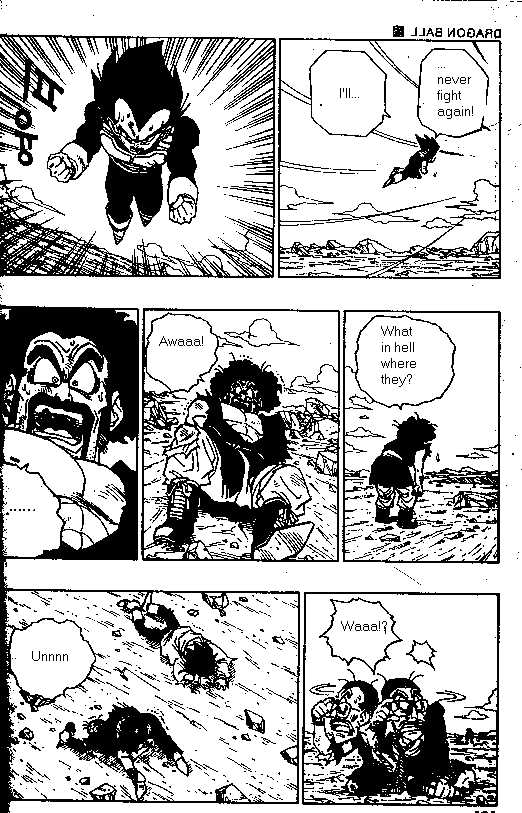 DRAGON BALL
...
never
fight
again!
I'll...
What
in hell
where
they?
Awaaa!
......
Waaa!?
Unnnn